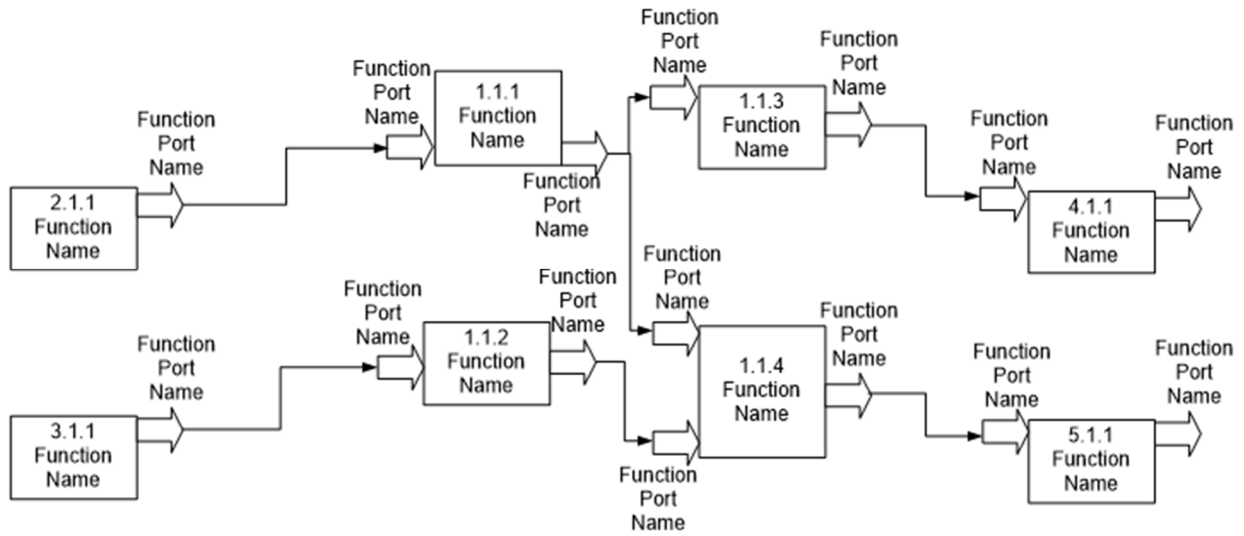 Function
Port
Name
2.1.1
Function
Name
Function
Port
Name
1.1.1
Function
Name
Function
Port
Name
Function
Port
Name
1.1.3
Function
Name
Function
Port
Name
Function
Port
Name
4.1.1
Function
Name
Function
Port
Name
Function
Port
Name
3.1.1
Function
Name
Function
Port
Name
1.1.2
Function
Name
Function
Port
Name
Function
Port
Name
Function
Port
Name
1.1.4
Function
Name
Function
Port
Name
Function
Port
Name
5.1.1
Function
Name
Function
Port
Name